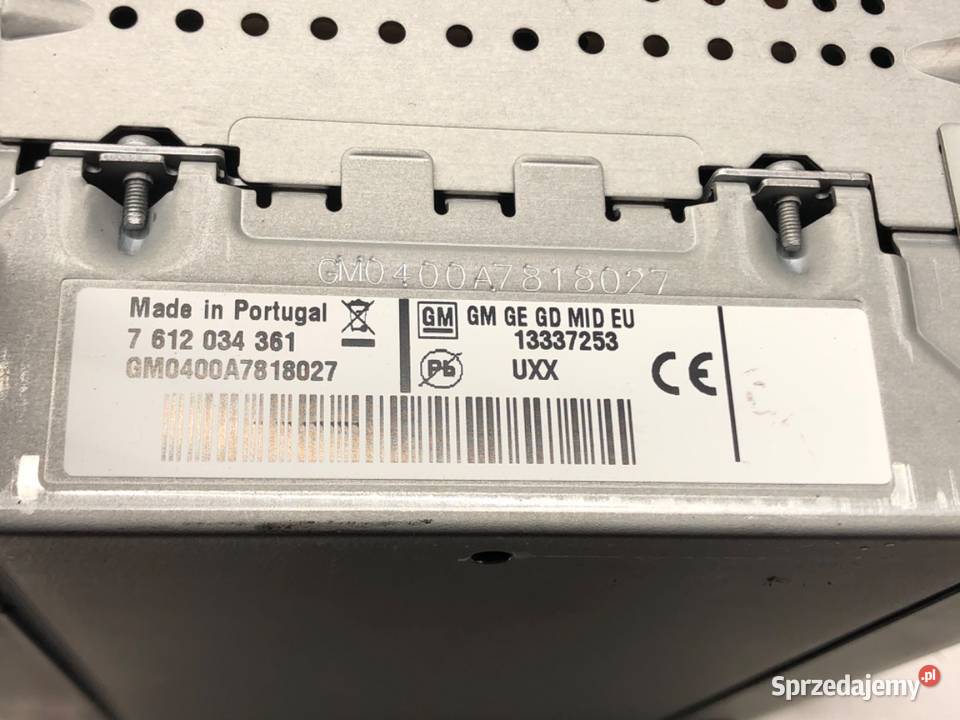 GM0400A7818027
Made in Portugal
7 612 034 361
GM0400A7818027
GM
GM GE GD MID EU
13337253
Pb
UXX
CE
Sprzedajemy.pl